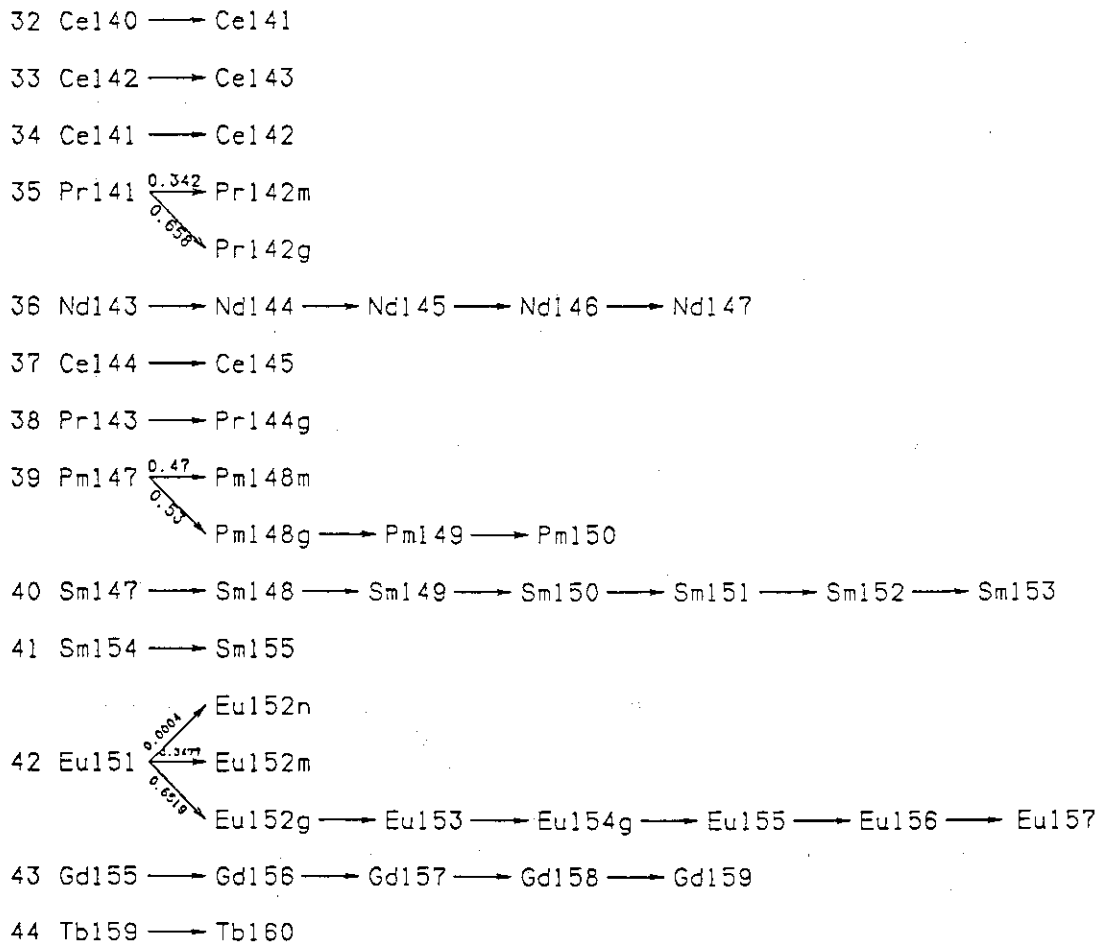 32 Ce140 → Ce141
33 Ce142 → Ce143
34 Ce141 → Ce142
35 Pr141 0.342 → Pr142m
0.658 Pr142g
36 Nd143 → Nd144 → Nd145 → Nd146 → Nd147
37 Ce144 → Ce145
38 Pr143 → Pr144g
39 Pm147 0.47 → Pm148m
0.53 Pm148g → Pm149 → Pm150
40 Sm147 → Sm148 → Sm149 → Sm150 → Sm151 → Sm152 → Sm153
41 Sm154 → Sm155
0.0004 Eu152n
42 Eu151 0.3477 → Eu152m
0.6519 Eu152g → Eu153 → Eu154g → Eu155 → Eu156 → Eu157
43 Gd155 → Gd156 → Gd157 → Gd158 → Gd159
44 Tb159 → Tb160